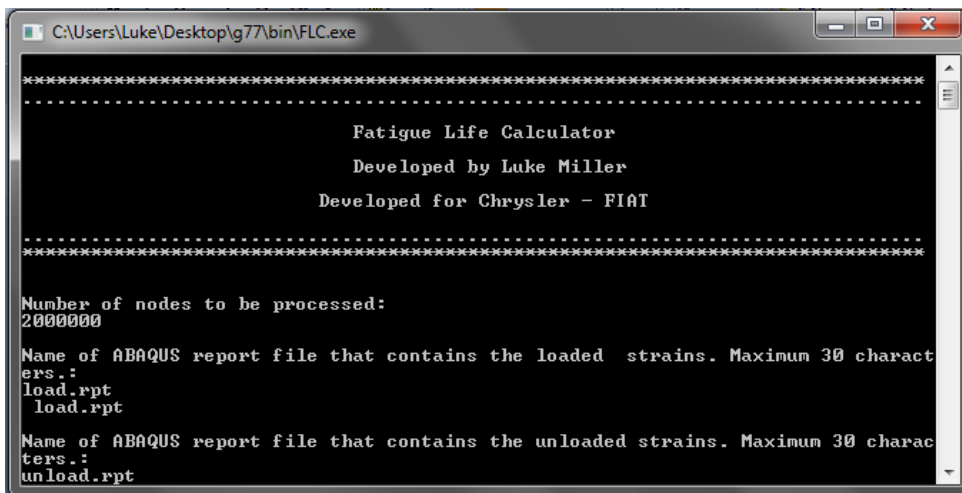 C:\Users\Luke\Desktop\g77\bin\FLC.exe
*******************************************************************************
-------------------------------------------------------------------------------
Fatigue Life Calculator
Developed by Luke Miller
Developed for Chrysler - FIAT
-------------------------------------------------------------------------------
*******************************************************************************
Number of nodes to be processed:
2000000
Name of ABAQUS report file that contains the loaded  strains. Maximum 30 charact
ers.:
load.rpt
 load.rpt
Name of ABAQUS report file that contains the unloaded strains. Maximum 30 charac
ters.:
unload.rpt